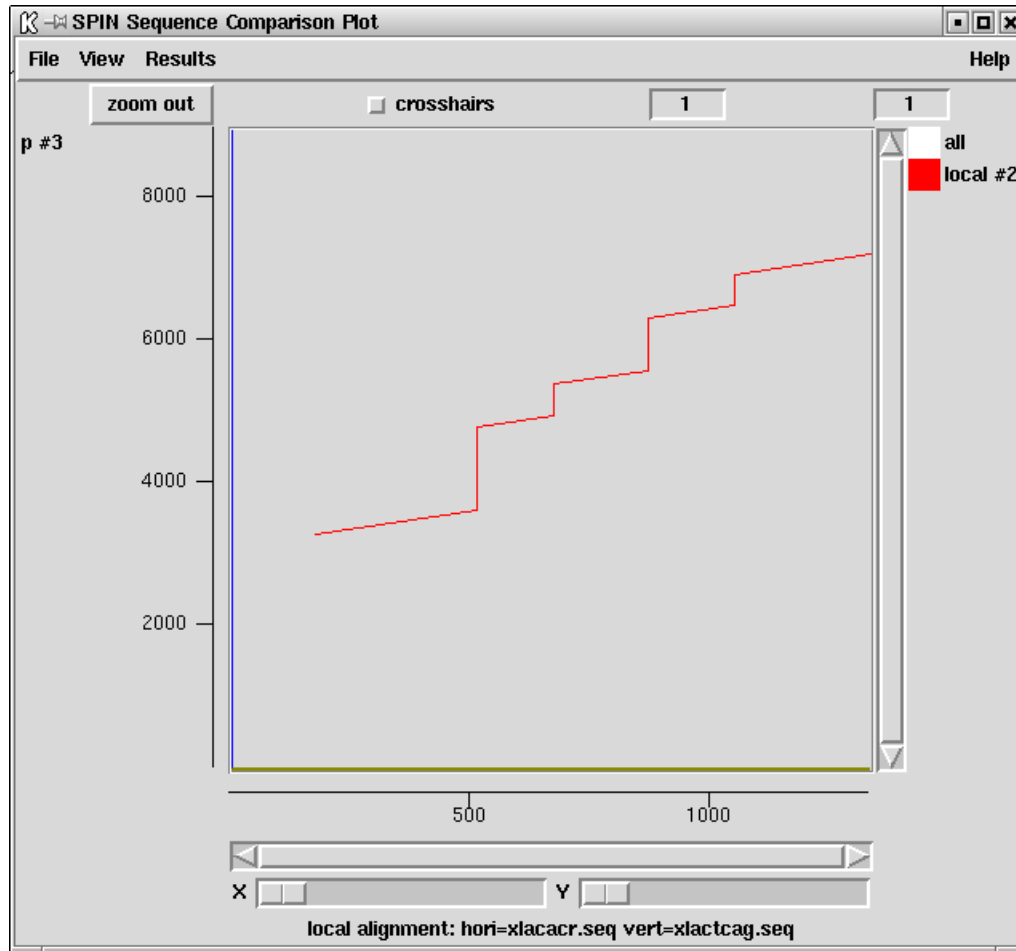 SPIN Sequence Comparison Plot
File View Results Help
zoom out crosshairs 1 1
p #3
all
local #2
8000
6000
4000
2000
500 1000
X Y
local alignment: hori=xlacacr.seq vert=xlactcag.seq